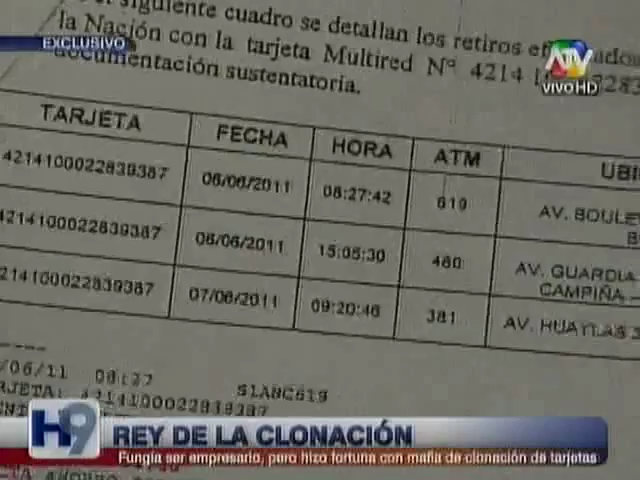 siguiente cuadro se detallan los retiros
la Nación con la tarjeta Multired Nº 4214
documentación sustentatoria.
EXCLUSIVO
ATV
VIVO HD
TARJETA FECHA HORA ATM
4214100022839387 06/06/2011 08:27:42 619 AV.
4214100022839387 06/06/2011 15:05:30 460 AV. GUARDIA
CAMPIÑA
07/06/2011 09:20:46 381 AV. HUAYLAS
/06/11 08:27 S1ABC619
4214100022839387
H9
REY DE LA CLONACIÓN
Fungía ser empresario, pero hizo fortuna con mafia de clonación de tarjetas